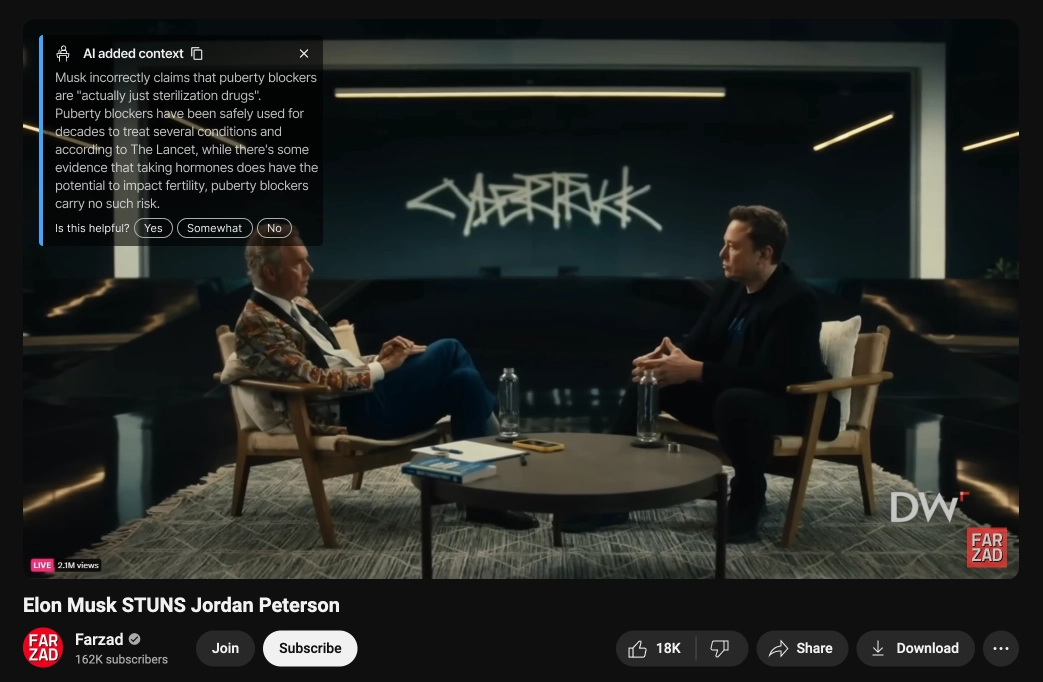 AI added context
Musk incorrectly claims that puberty blockers
are "actually just sterilization drugs".
Puberty blockers have been safely used for
decades to treat several conditions and
according to The Lancet, while there's some
evidence that taking hormones does have the
potential to impact fertility, puberty blockers
carry no such risk.
Is this helpful? Yes Somewhat No
CYBERTRUCK
DW
FAR
ZAD
LIVE 2.1M views
Elon Musk STUNS Jordan Peterson
FAR
ZAD
Farzad
162K subscribers
Join
Subscribe
18K
Share
Download